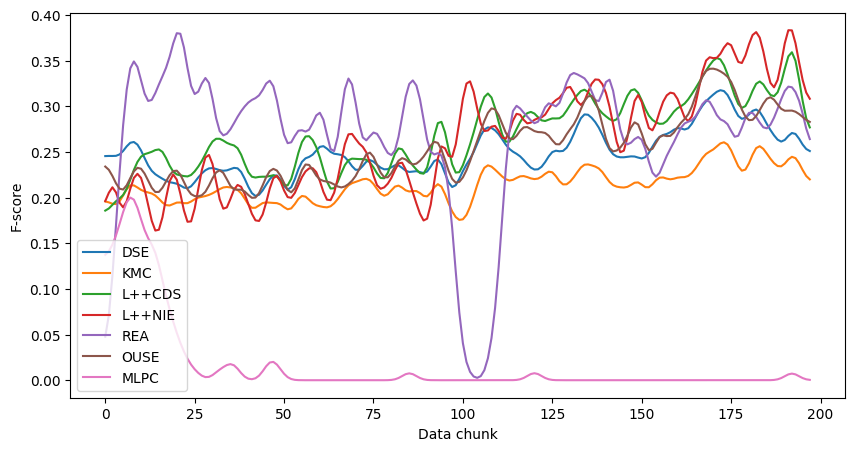 0.40
0.35
0.30
0.25
0.20
0.15
0.10
0.05
0.00
F-score
DSE
KMC
L++CDS
L++NIE
REA
OUSE
MLPC
0 25 50 75 100 125 150 175 200
Data chunk